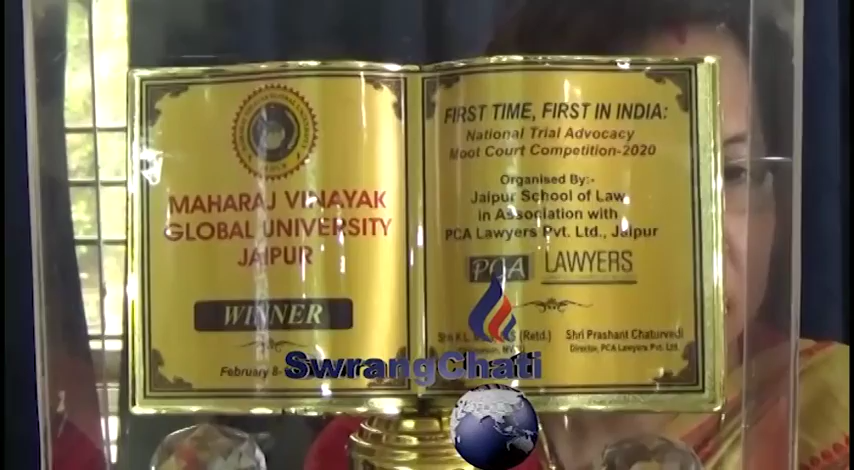 MAHARAJ VINAYAK
GLOBAL UNIVERSITY
JAIPUR
WINNER
February 8-
FIRST TIME, FIRST IN INDIA:
National Trial Advocacy
Moot Court Competition-2020
Organised By:-
Jaipur School of Law
in Association with
PCA Lawyers Pvt. Ltd., Jaipur
PCA LAWYERS
(Retd.)
Shri Prashant Chaturvedi
Director, PCA Lawyers Pvt. Ltd.
SwrangChati